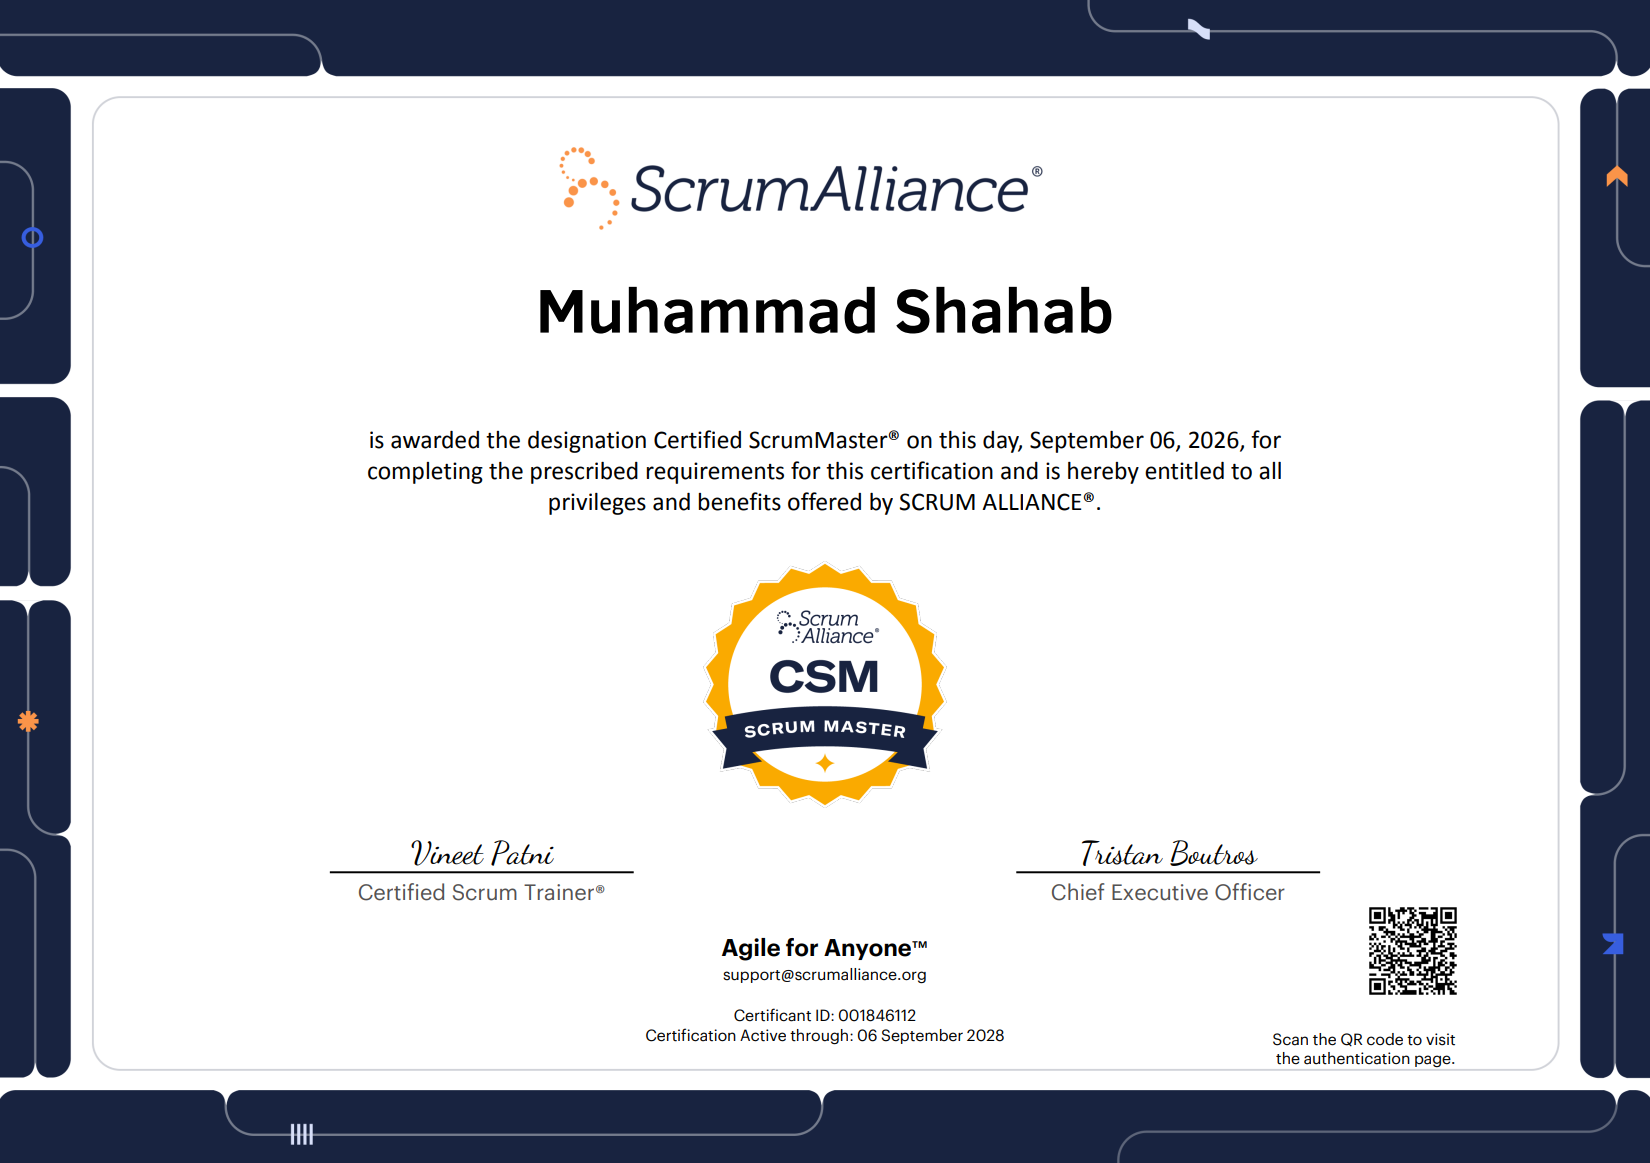 ScrumAlliance®
Muhammad Shahab
is awarded the designation Certified ScrumMaster® on this day, September 06, 2026, for
completing the prescribed requirements for this certification and is hereby entitled to all
privileges and benefits offered by SCRUM ALLIANCE®.
Scrum
Alliance®
CSM
SCRUM MASTER
Vineet Patni
Certified Scrum Trainer®
Tristan Boutros
Chief Executive Officer
Agile for Anyone™
support@scrumalliance.org
Certificant ID: 001846112
Certification Active through: 06 September 2028
Scan the QR code to visit
the authentication page.